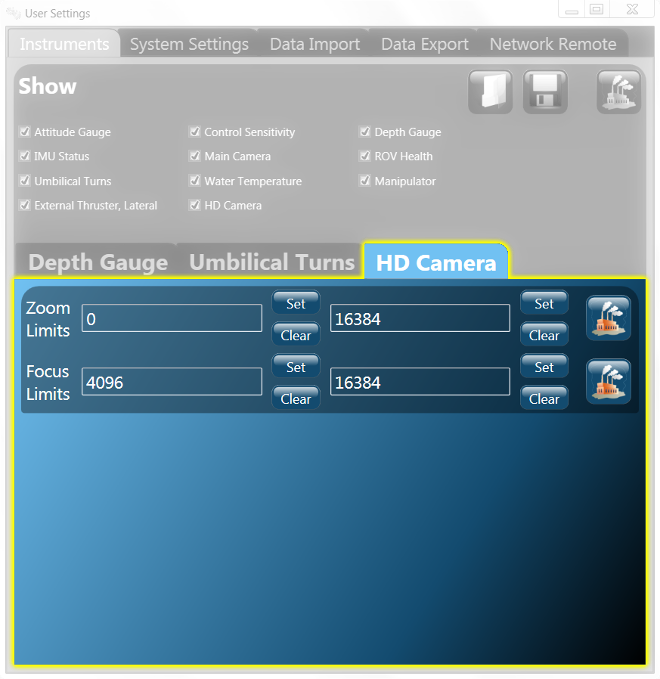 User Settings
Instruments System Settings Data Import Data Export Network Remote
Show
Attitude Gauge Control Sensitivity Depth Gauge
IMU Status Main Camera ROV Health
Umbilical Turns Water Temperature Manipulator
External Thruster, Lateral HD Camera
Depth Gauge Umbilical Turns HD Camera
Zoom Limits 0 Set Clear 16384 Set Clear
Focus Limits 4096 Set Clear 16384 Set Clear